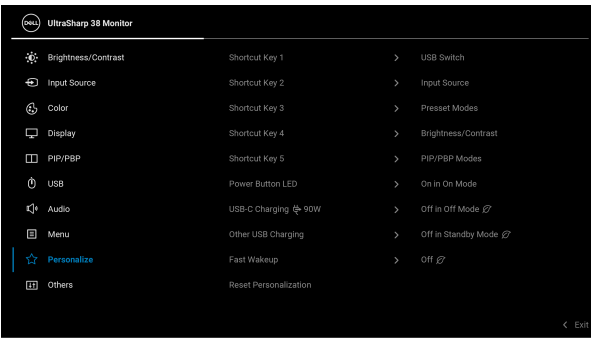 DELL UltraSharp 38 Monitor
Brightness/Contrast Shortcut Key 1 > USB Switch
Input Source Shortcut Key 2 > Input Source
Color Shortcut Key 3 > Presset Modes
Display Shortcut Key 4 > Brightness/Contrast
PIP/PBP Shortcut Key 5 > PIP/PBP Modes
USB Power Button LED > On in On Mode
Audio USB-C Charging 90W > Off in Off Mode
Menu Other USB Charging > Off in Standby Mode
Personalize Fast Wakeup > Off
Others Reset Personalization
< Exit